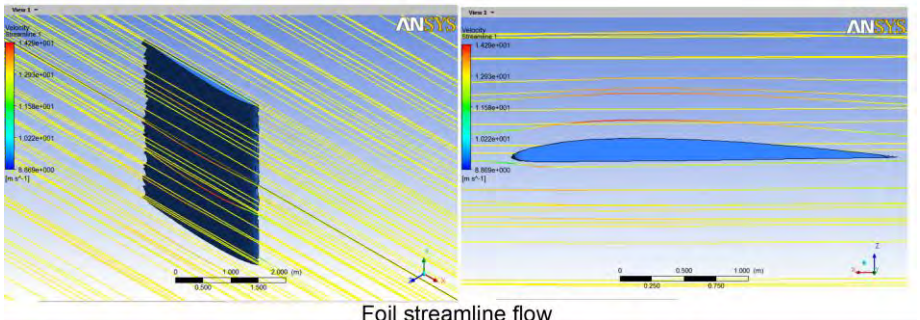 View 1
ANSYS
Velocity
Streamline 1
1.429e+001
1.293e+001
1.158e+001
1.022e+001
8.869e+000
[m s^-1]
0 1.000 2.000 (m)
0.500 1.500
View 1
ANSYS
Velocity
Streamline 1
1.429e+001
1.293e+001
1.158e+001
1.022e+001
8.869e+000
[m s^-1]
0 0.500 1.000 (m)
0.250 0.750
Z
X
Y
Foil streamline flow